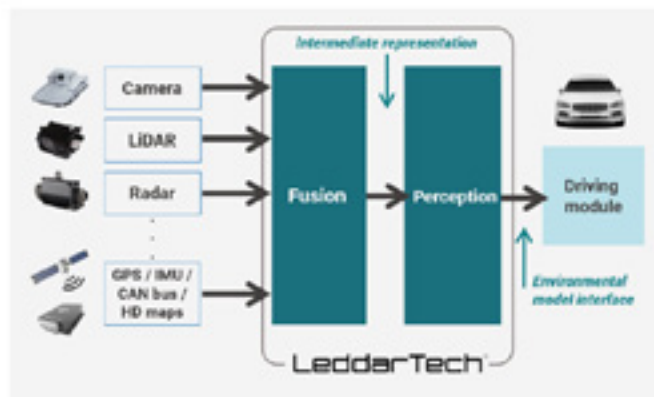 Intermediate representation
Camera
LiDAR
Radar
Fusion
Perception
Driving
module
GPS / IMU /
CAN bus /
HD maps
Environmental
model interface
LeddarTech